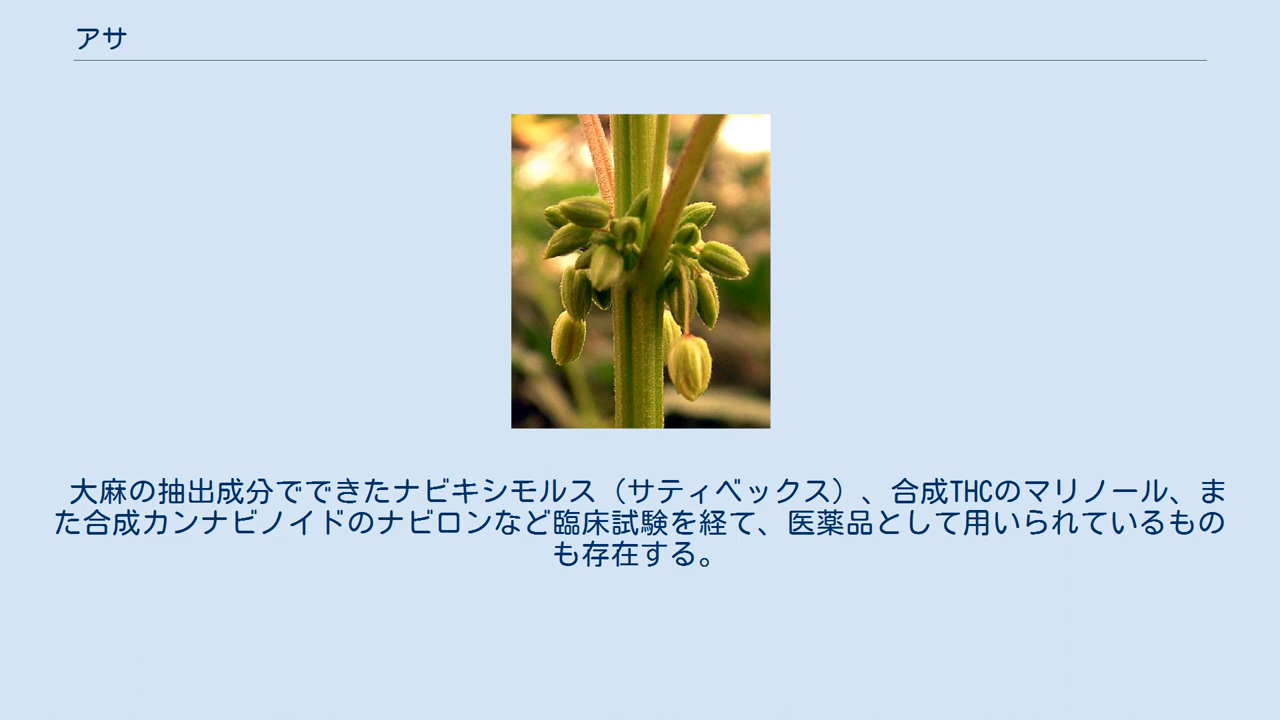 アサ
大麻の抽出成分でできたナビキシモルス（サティベックス）、合成THCのマリノール、ま
た合成カンナビノイドのナビロンなど臨床試験を経て、医薬品として用いられているもの
も存在する。